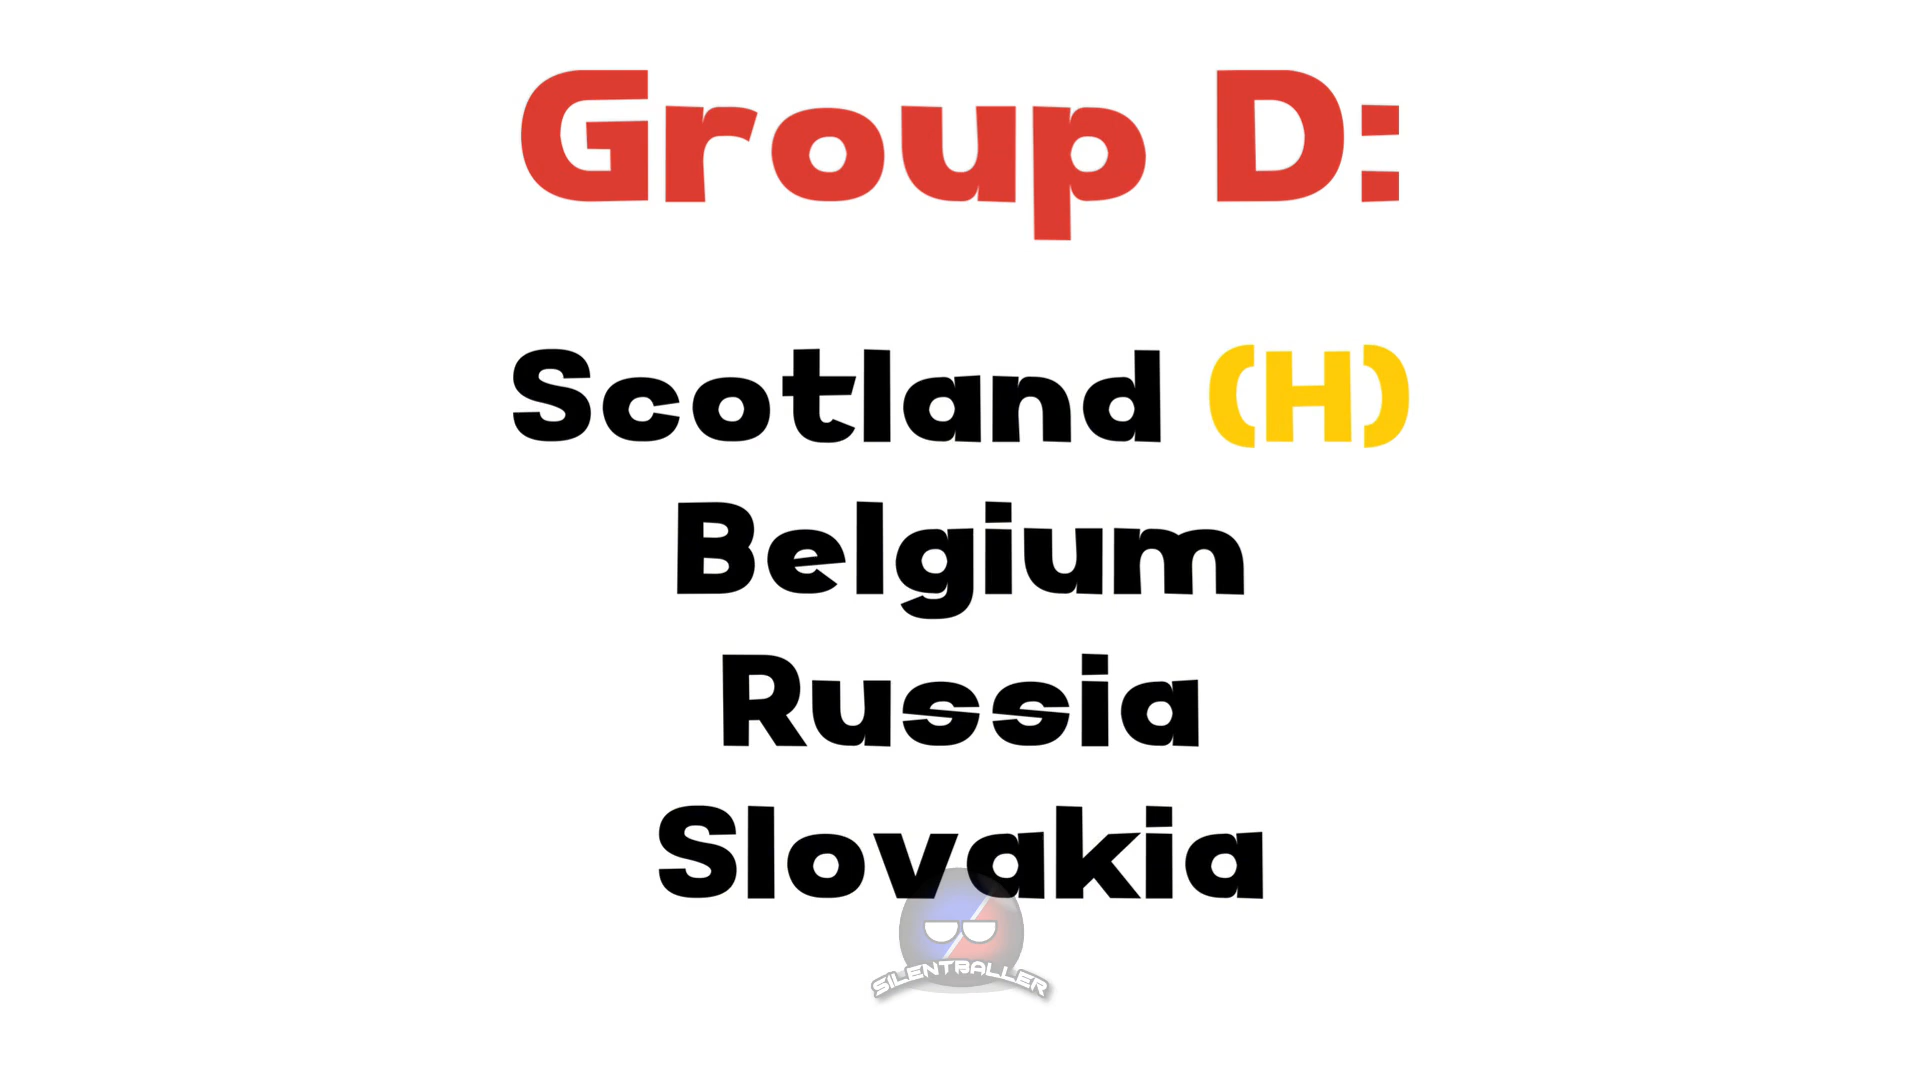 Group D:
Scotland (H)
Belgium
Russia
Slovakia
SILENTBALLER